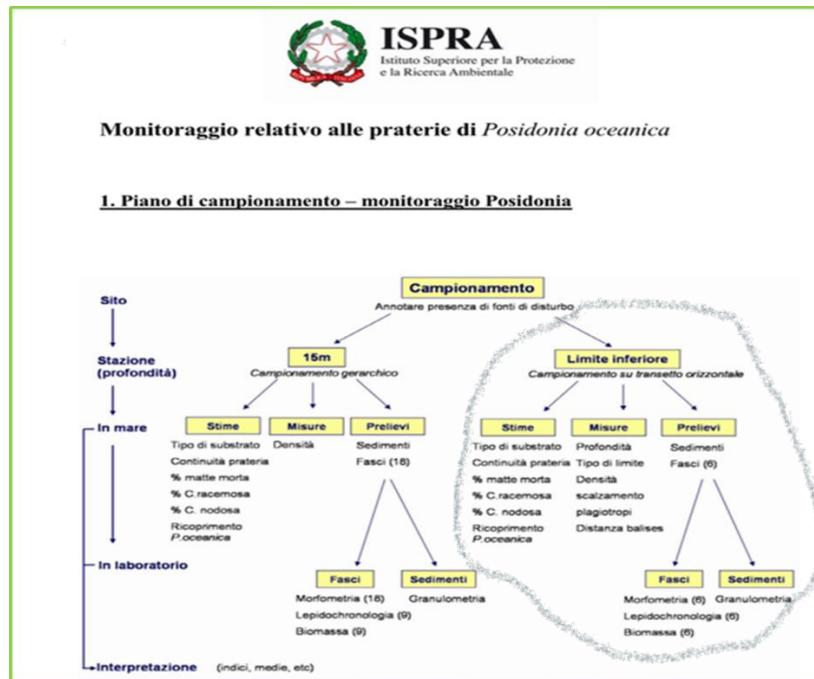 ISPRA
Istituto Superiore per la Protezione
e la Ricerca Ambientale
Monitoraggio relativo alle praterie di Posidonia oceanica
1. Piano di campionamento – monitoraggio Posidonia
Campionamento
Annotare presenza di fonti di disturbo
Sito
Stazione
(profondità)
In mare
In laboratorio
Interpretazione (indici, medie, etc)
15m
Campionamento gerarchico
Stime
Tipo di substrato
Continuità prateria
% matte morta
% C.racemosa
% C. nodosa
Ricoprimento
P.oceanica
Misure
Densità
Prelievi
Sedimenti
Fasci (18)
Fasci
Morfometria (18)
Lepidochronologia (9)
Biomassa (9)
Sedimenti
Granulometria
Limite inferiore
Campionamento su transetto orizzontale
Stime
Tipo di substrato
Continuità prateria
% matte morta
% C.racemosa
% C. nodosa
Ricoprimento
P.oceanica
Misure
Profondità
Tipo di limite
Densità
scalzamento
plagiotropi
Distanza balises
Prelievi
Sedimenti
Fasci (6)
Fasci
Morfometria (6)
Lepidochronologia (6)
Biomassa (6)
Sedimenti
Granulometria